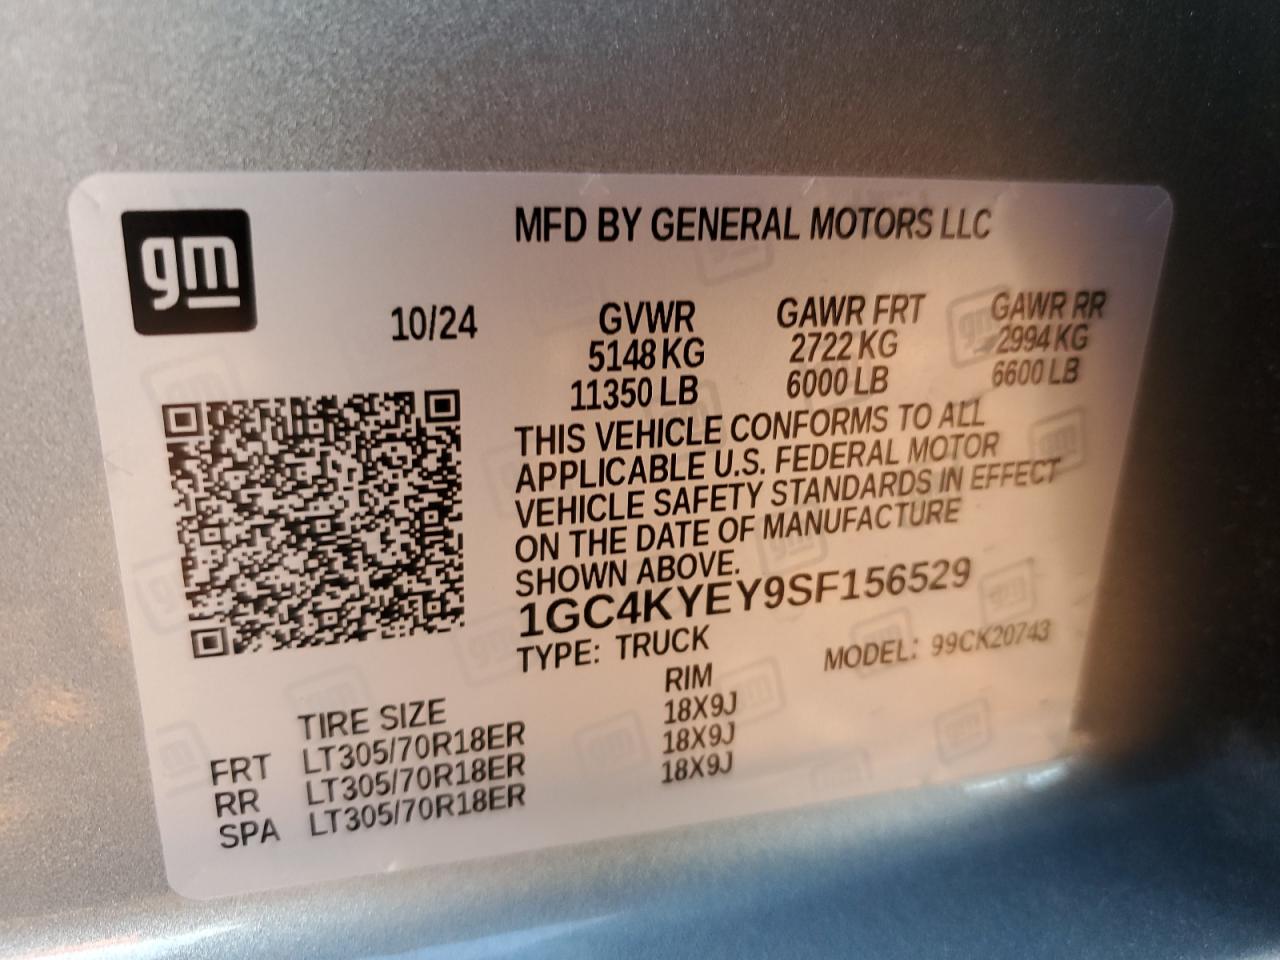 gm
MFD BY GENERAL MOTORS LLC
10/24 GVWR GAWR FRT GAWR RR
5148 KG 2722 KG 2994 KG
11350 LB 6000 LB 6600 LB
THIS VEHICLE CONFORMS TO ALL
APPLICABLE U.S. FEDERAL MOTOR
VEHICLE SAFETY STANDARDS IN EFFECT
ON THE DATE OF MANUFACTURE
SHOWN ABOVE.
1GC4KYEY9SF156529
TYPE: TRUCK MODEL: 99CK20743
TIRE SIZE RIM
FRT LT305/70R18ER 18X9J
RR LT305/70R18ER 18X9J
SPA LT305/70R18ER 18X9J